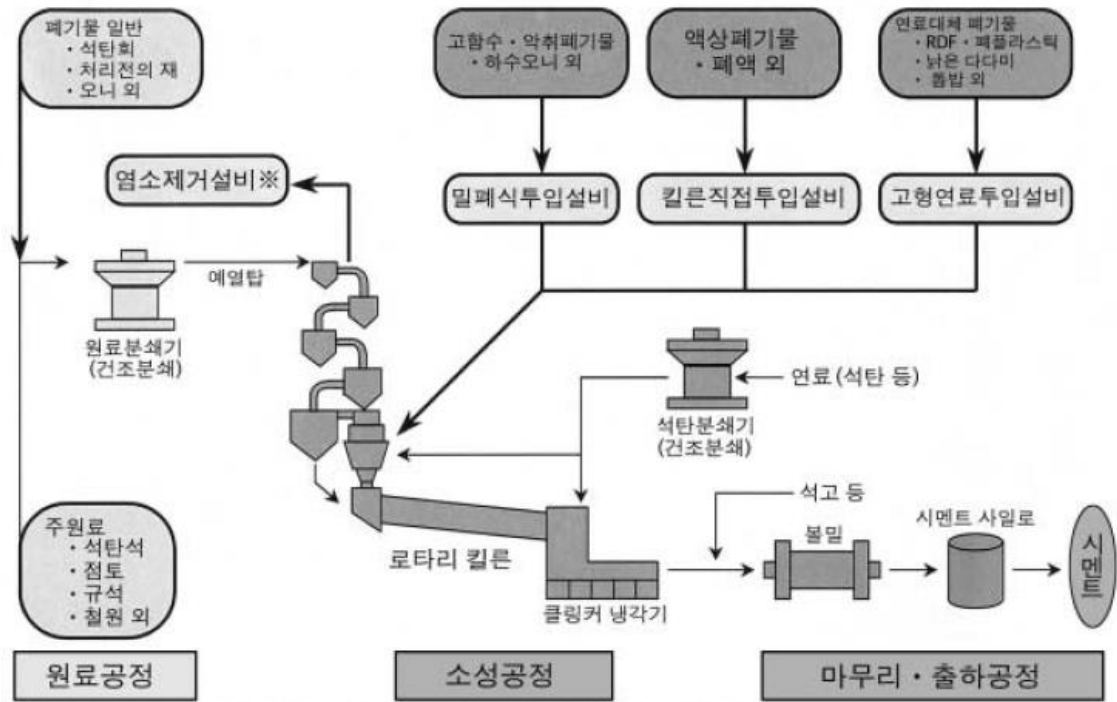 폐기물 일반
・석탄회
・처리전의 재
・오니 외
고함수・악취폐기물
・하수오니 외
액상폐기물
・폐액 외
연료대체 폐기물
・RDF・폐플라스틱
・낡은 다다미
・톱밥 외
염소제거설비※
밀폐식투입설비
킬른직접투입설비
고형연료투입설비
예열탑
원료분쇄기
(건조분쇄)
연료(석탄 등)
석탄분쇄기
(건조분쇄)
주원료
・석탄석
・점토
・규석
・철원 외
로타리 킬른
클링커 냉각기
석고 등
볼밀
시멘트 사일로
시멘트
원료공정
소성공정
마무리・출하공정